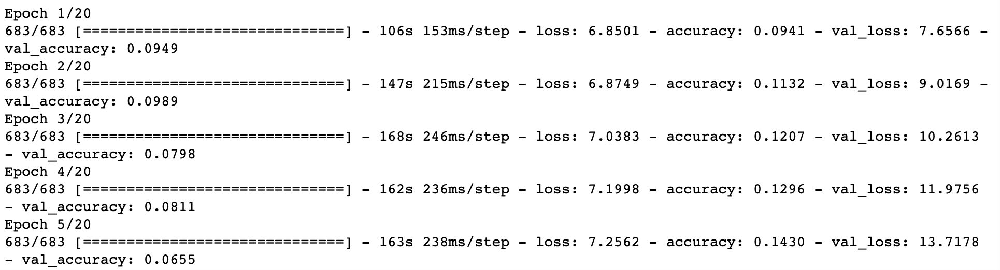 Epoch 1/20
683/683 [==============================] - 106s 153ms/step - loss: 6.8501 - accuracy: 0.0941 - val_loss: 7.6566 -
val_accuracy: 0.0949
Epoch 2/20
683/683 [==============================] - 147s 215ms/step - loss: 6.8749 - accuracy: 0.1132 - val_loss: 9.0169 -
val_accuracy: 0.0989
Epoch 3/20
683/683 [==============================] - 168s 246ms/step - loss: 7.0383 - accuracy: 0.1207 - val_loss: 10.2613
- val_accuracy: 0.0798
Epoch 4/20
683/683 [==============================] - 162s 236ms/step - loss: 7.1998 - accuracy: 0.1296 - val_loss: 11.9756
- val_accuracy: 0.0811
Epoch 5/20
683/683 [==============================] - 163s 238ms/step - loss: 7.2562 - accuracy: 0.1430 - val_loss: 13.7178
- val_accuracy: 0.0655